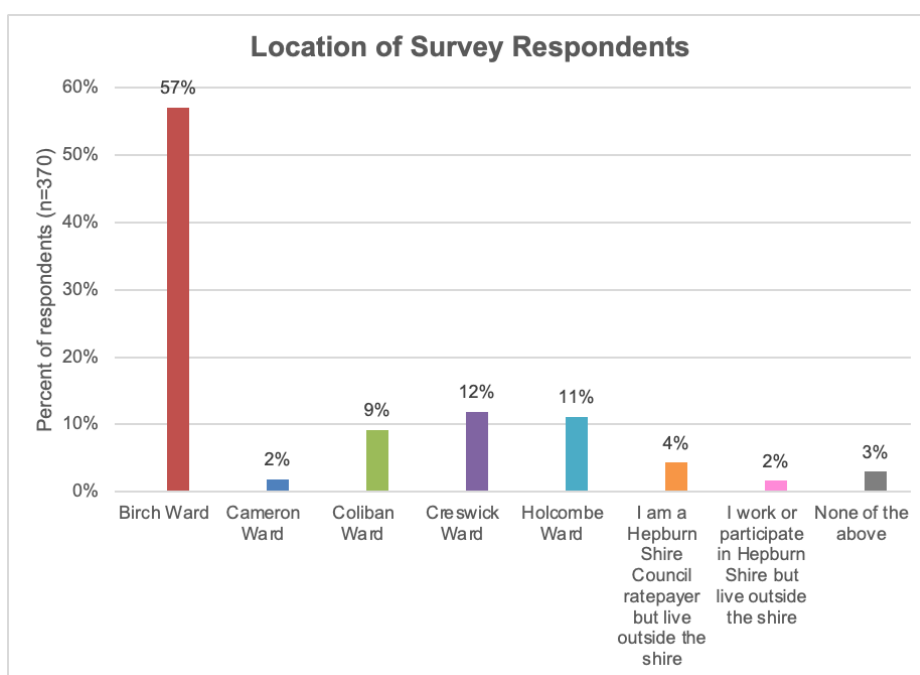 Location of Survey Respondents
Percent of respondents (n=370)
60%
50%
40%
30%
20%
10%
0%
57%
2%
9%
12%
11%
4%
2%
3%
Birch Ward
Cameron
Ward
Coliban
Ward
Creswick
Ward
Holcombe
Ward
I am a
Hepburn
Shire
Council
ratepayer
but live
outside the
shire
I work or
participate
in Hepburn
Shire but
live outside
the shire
None of the
above